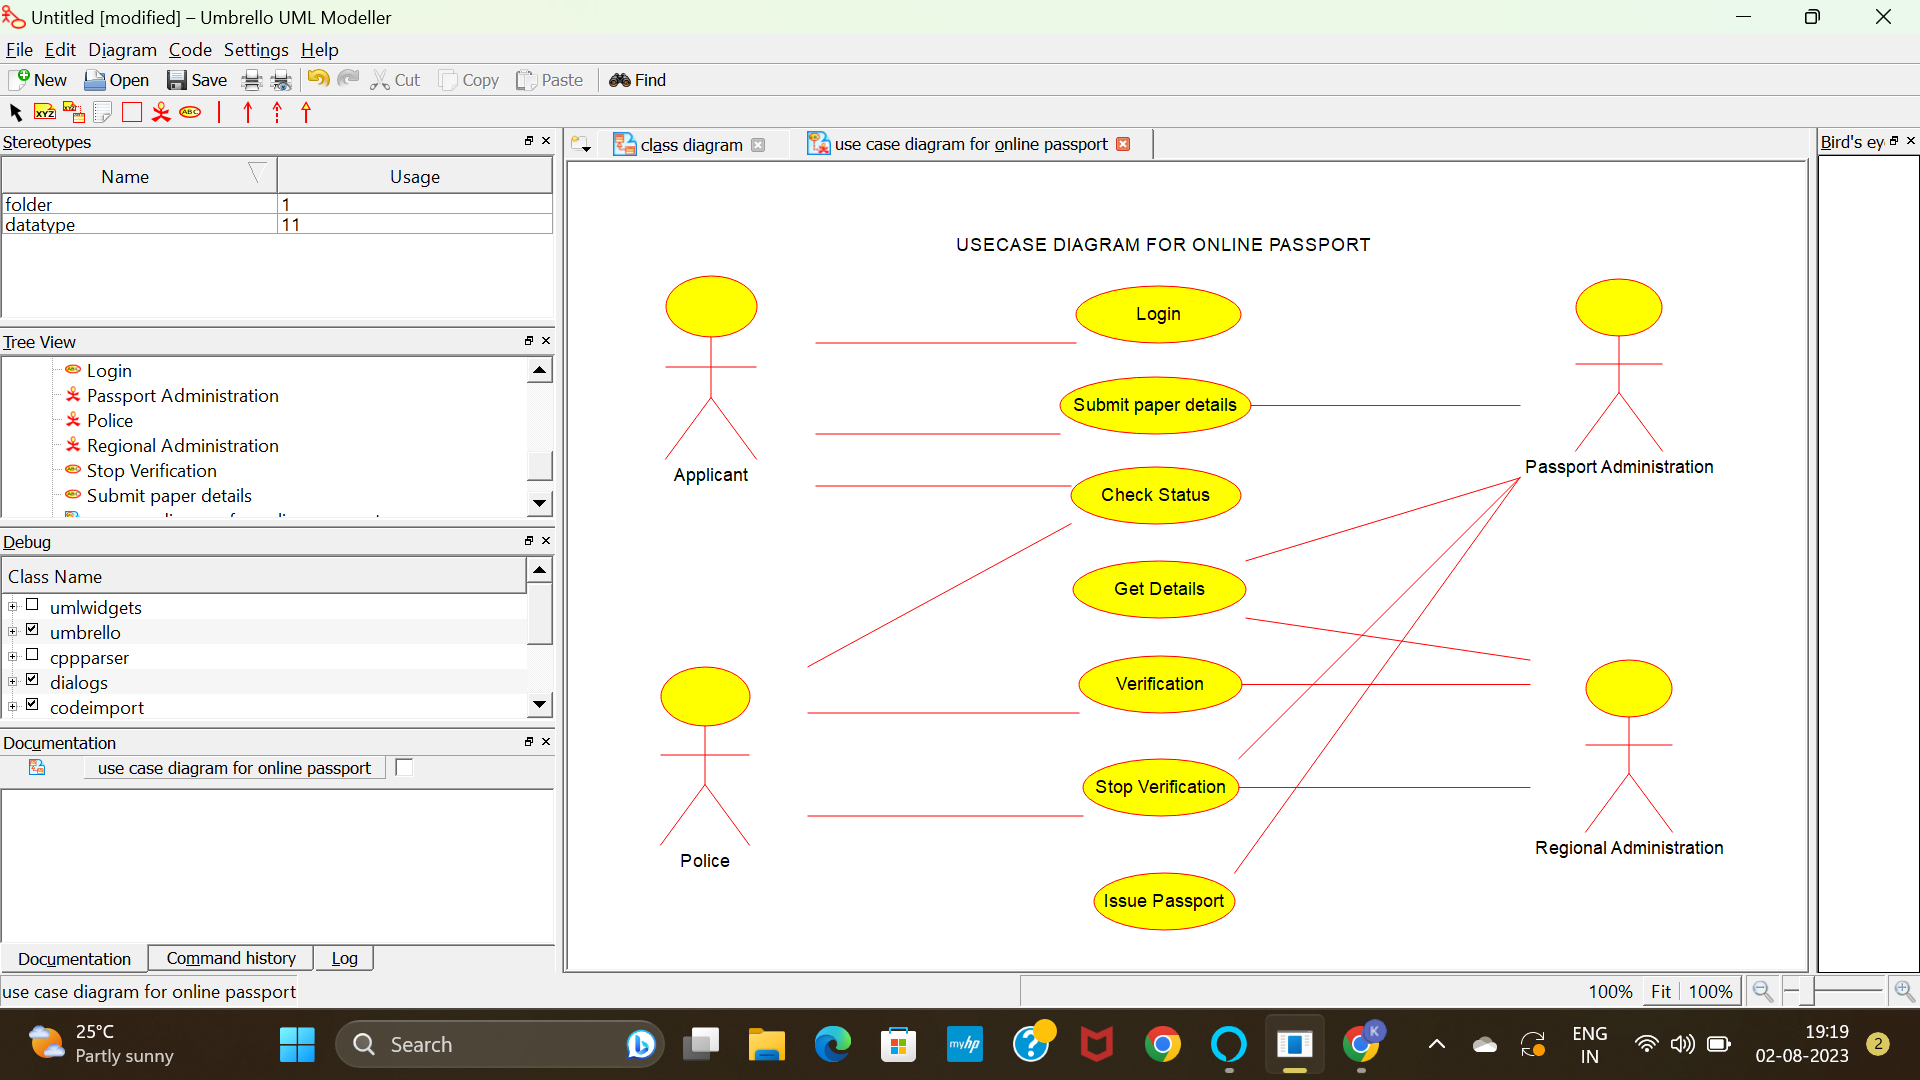 Untitled [modified] – Umbrello UML Modeller
File Edit Diagram Code Settings Help
New Open Save Cut Copy Paste Find
XYZ XYZ ABC
Stereotypes
Name Usage
folder 1
datatype 11
Tree View
Login
Passport Administration
Police
Regional Administration
Stop Verification
Submit paper details
Debug
Class Name
umlwidgets
umbrello
cppparser
dialogs
codeimport
Documentation
use case diagram for online passport
Documentation Command history Log
use case diagram for online passport
class diagram use case diagram for online passport
Bird's ey
USECASE DIAGRAM FOR ONLINE PASSPORT
Login
Submit paper details
Applicant
Passport Administration
Check Status
Get Details
Verification
Stop Verification
Police
Regional Administration
Issue Passport
100% Fit 100%
25°C
Partly sunny
Search
myhp
K
ENG
IN
19:19
02-08-2023
2